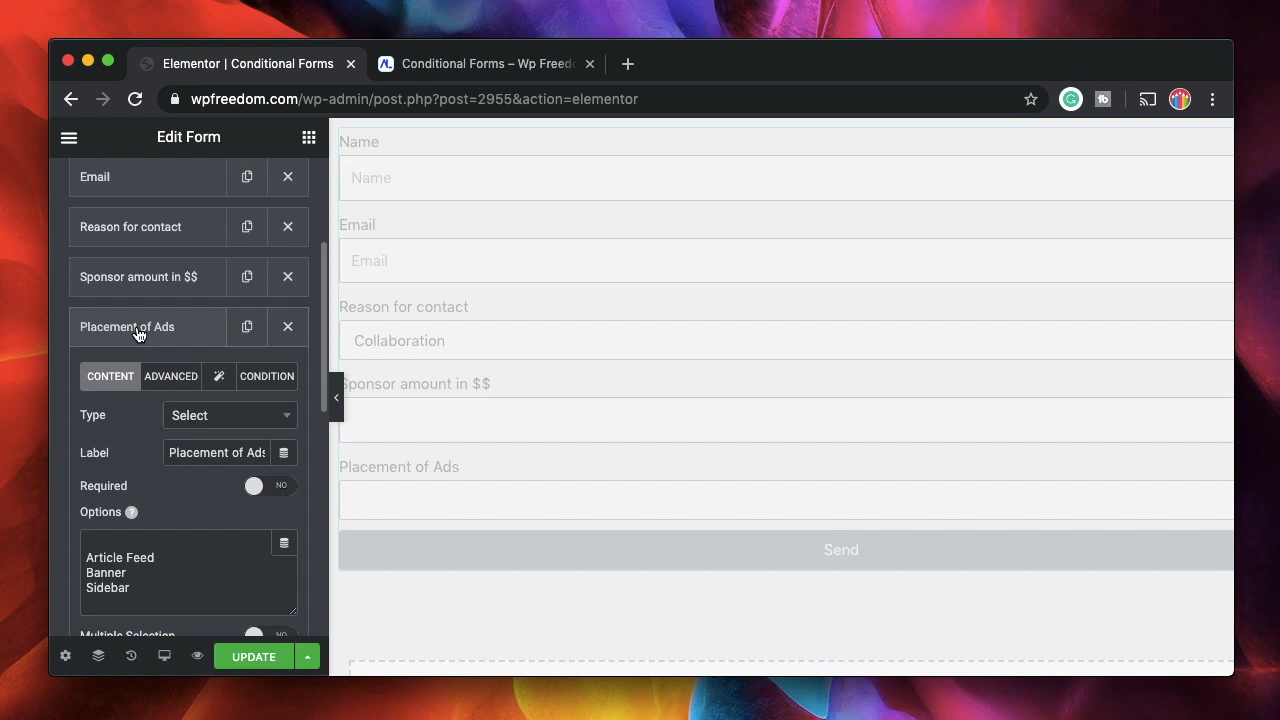 Elementor | Conditional Forms
Conditional Forms – Wp Freed
wpfreedom.com/wp-admin/post.php?post=2955&action=elementor
Edit Form
Email
Reason for contact
Sponsor amount in $$
Placement of Ads
CONTENT
ADVANCED
CONDITION
Type
Select
Label
Placement of Ads
Required
NO
Options ?
Article Feed
Banner
Sidebar
Multiple Selection
NO
UPDATE
Name
Name
Email
Email
Reason for contact
Collaboration
Sponsor amount in $$
Placement of Ads
Send